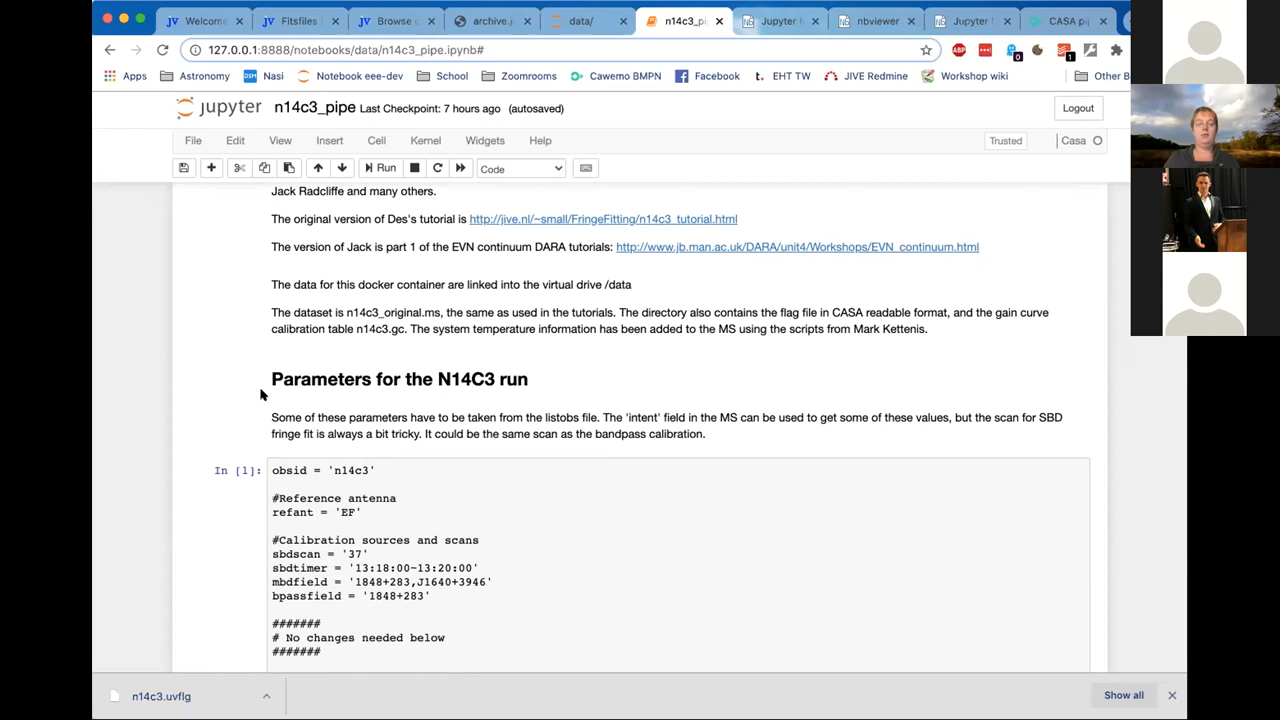 Welcom
Fitsfiles
Browse u
archive.j
data/
n14c3_pi
Jupyter
nbviewer
Jupyter
CASA pi
127.0.0.1:8888/notebooks/data/n14c3_pipe.ipynb#
ABP
0
1
Apps
Astronomy
DSM
Nasi
Notebook eee-dev
School
Zoomrooms
Cawemo BMPN
Facebook
t.
EHT TW
JIVE Redmine
Workshop wiki
Other B
jupyter n14c3_pipe Last Checkpoint: 7 hours ago (autosaved)
Logout
File Edit View Insert Cell Kernel Widgets Help
Trusted
Casa
Run
Code
Jack Radcliffe and many others.
The original version of Des's tutorial is http://jive.nl/~small/FringeFitting/n14c3_tutorial.html
The version of Jack is part 1 of the EVN continuum DARA tutorials: http://www.jb.man.ac.uk/DARA/unit4/Workshops/EVN_continuum.html
The data for this docker container are linked into the virtual drive /data
The dataset is n14c3_original.ms, the same as used in the tutorials. The directory also contains the flag file in CASA readable format, and the gain curve
calibration table n14c3.gc. The system temperature information has been added to the MS using the scripts from Mark Kettenis.
Parameters for the N14C3 run
Some of these parameters have to be taken from the listobs file. The 'intent' field in the MS can be used to get some of these values, but the scan for SBD
fringe fit is always a bit tricky. It could be the same scan as the bandpass calibration.
In [1]:
obsid = 'n14c3'
#Reference antenna
refant = 'EF'
#Calibration sources and scans
sbdscan = '37'
sbdtimer = '13:18:00~13:20:00'
mbdfield = '1848+283,J1640+3946'
bpassfield = '1848+283'
#######
# No changes needed below
#######
n14c3.uvflg
Show all